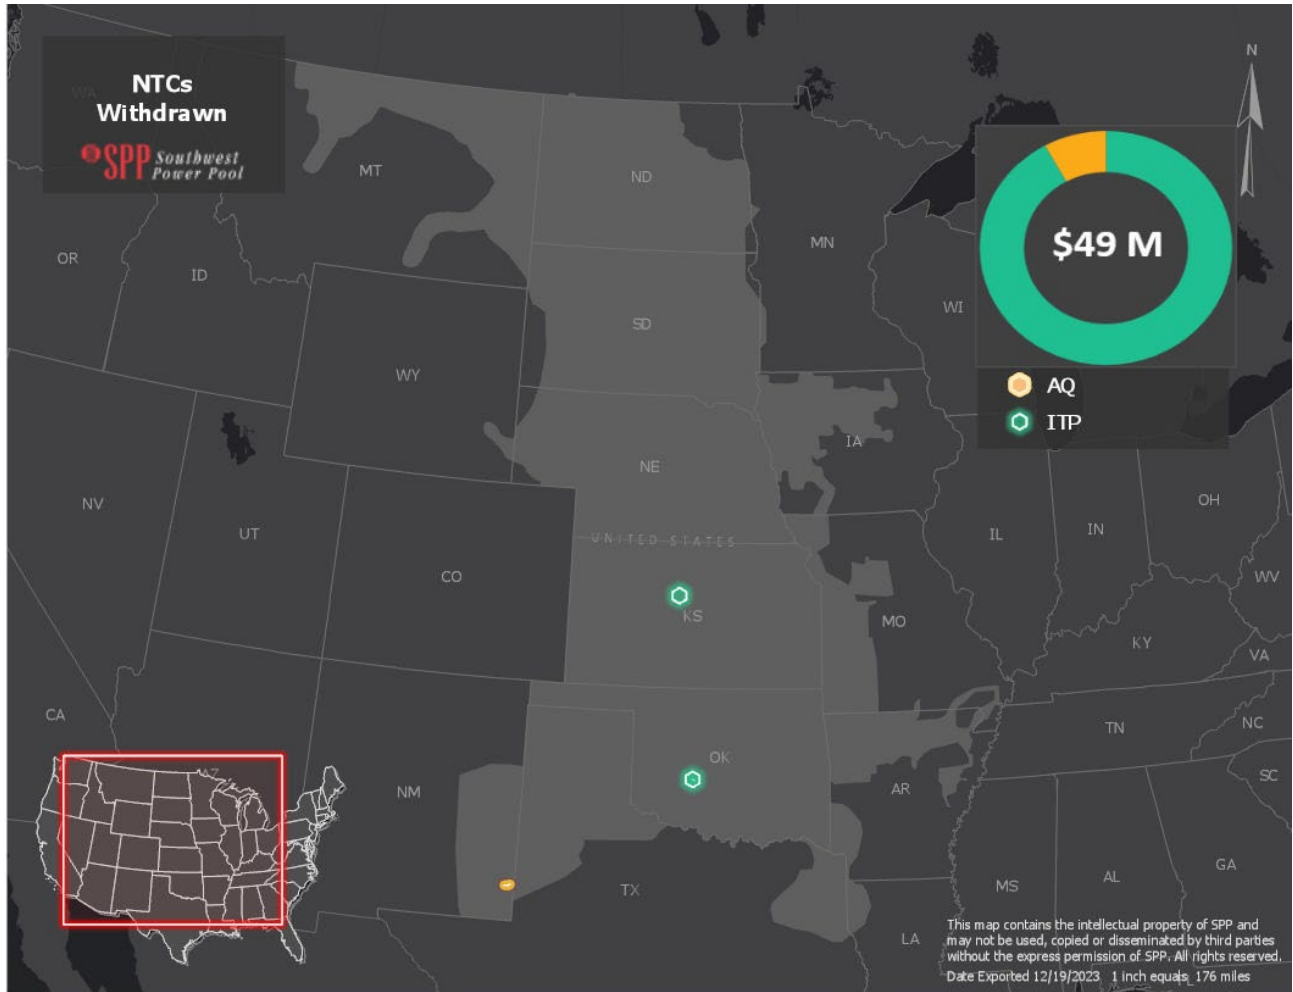 NTCs
Withdrawn
SPP Southwest
Power Pool
N
$49 M
AQ
ITP
WA
MT
ND
MN
OR
ID
SD
WI
WY
IA
NE
NV
UT
UNITED STATES
CO
IL
IN
OH
WV
KS
MO
KY
VA
CA
AZ
NM
OK
TN
NC
AR
SC
TX
MS
AL
GA
LA
FL
This map contains the intellectual property of SPP and
may not be used, copied or disseminated by third parties
without the express permission of SPP. All rights reserved.
Date Exported 12/19/2023 1 inch equals 176 miles